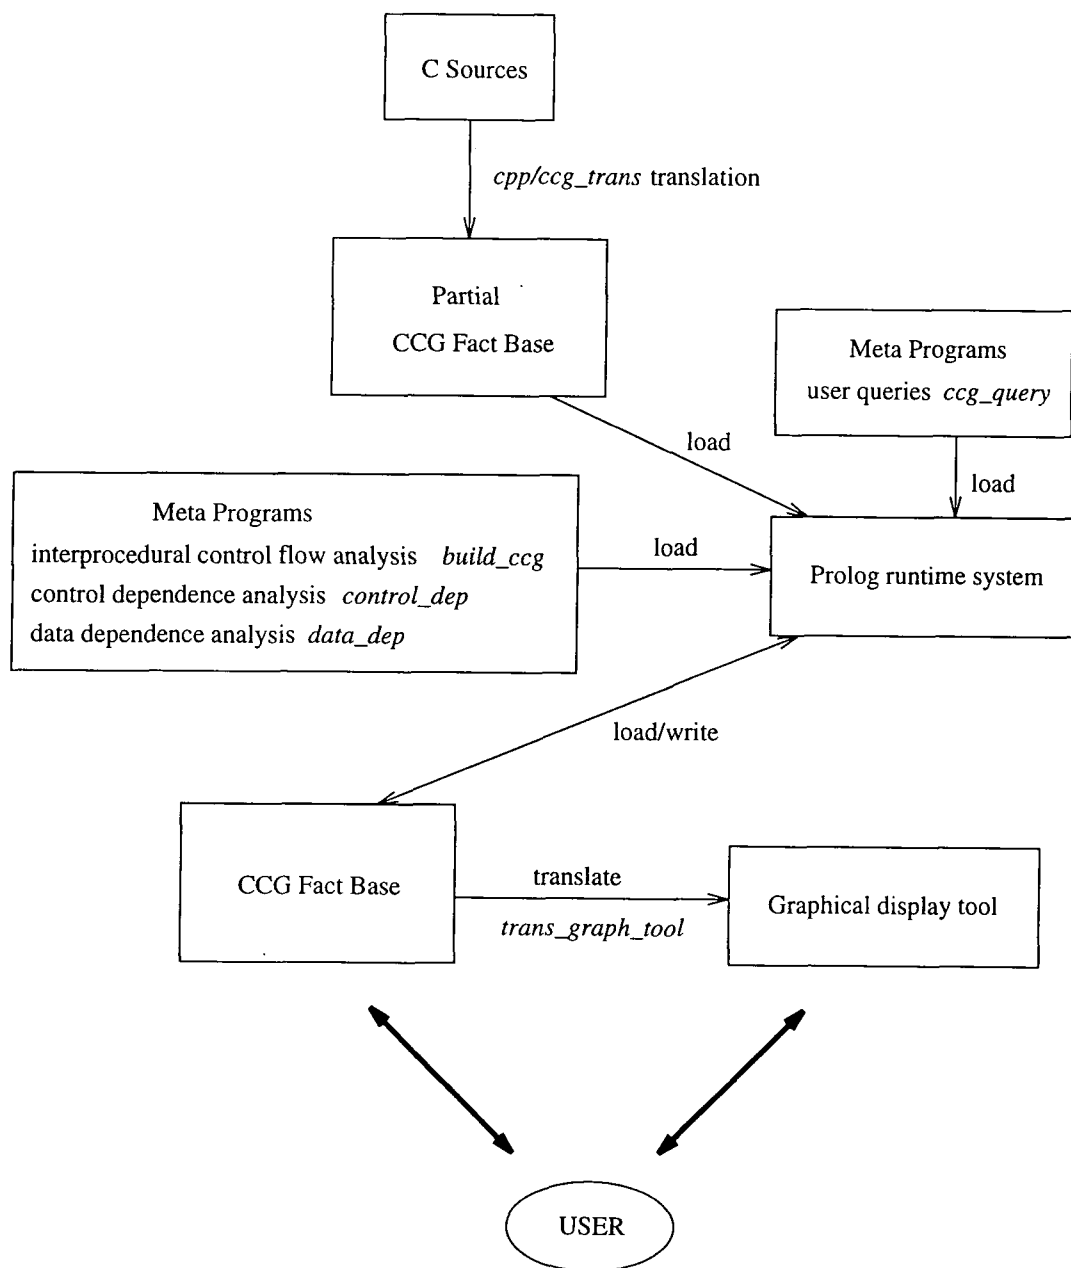 C Sources
cpp/ccg_trans translation
Partial
CCG Fact Base
Meta Programs
user queries ccg_query
load
load
Meta Programs
interprocedural control flow analysis build_ccg
control dependence analysis control_dep
data dependence analysis data_dep
load
Prolog runtime system
load/write
CCG Fact Base
translate
trans_graph_tool
Graphical display tool
USER